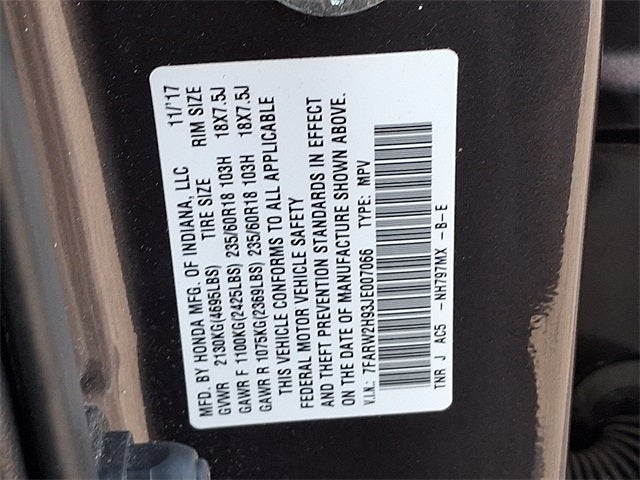 MFD. BY HONDA MFG. OF INDIANA, LLC 11/'17
GVWR 2130KG(4695LBS) TIRE SIZE RIM SIZE
GAWR F 1100KG(2425LBS) 235/60R18 103H 18X7.5J
GAWR R 1075KG(2369LBS) 235/60R18 103H 18X7.5J
THIS VEHICLE CONFORMS TO ALL APPLICABLE
FEDERAL MOTOR VEHICLE SAFETY
AND THEFT PREVENTION STANDARDS IN EFFECT
ON THE DATE OF MANUFACTURE SHOWN ABOVE.
V.I.N.: 7FARW2H93JE007066 TYPE: MPV
TNR J AC5 -NH797MX -B-E